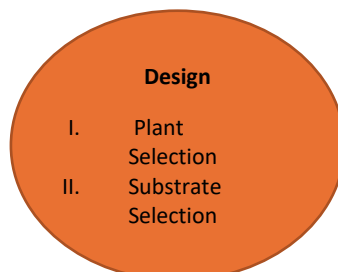 Design
I. Plant
Selection
II. Substrate
Selection